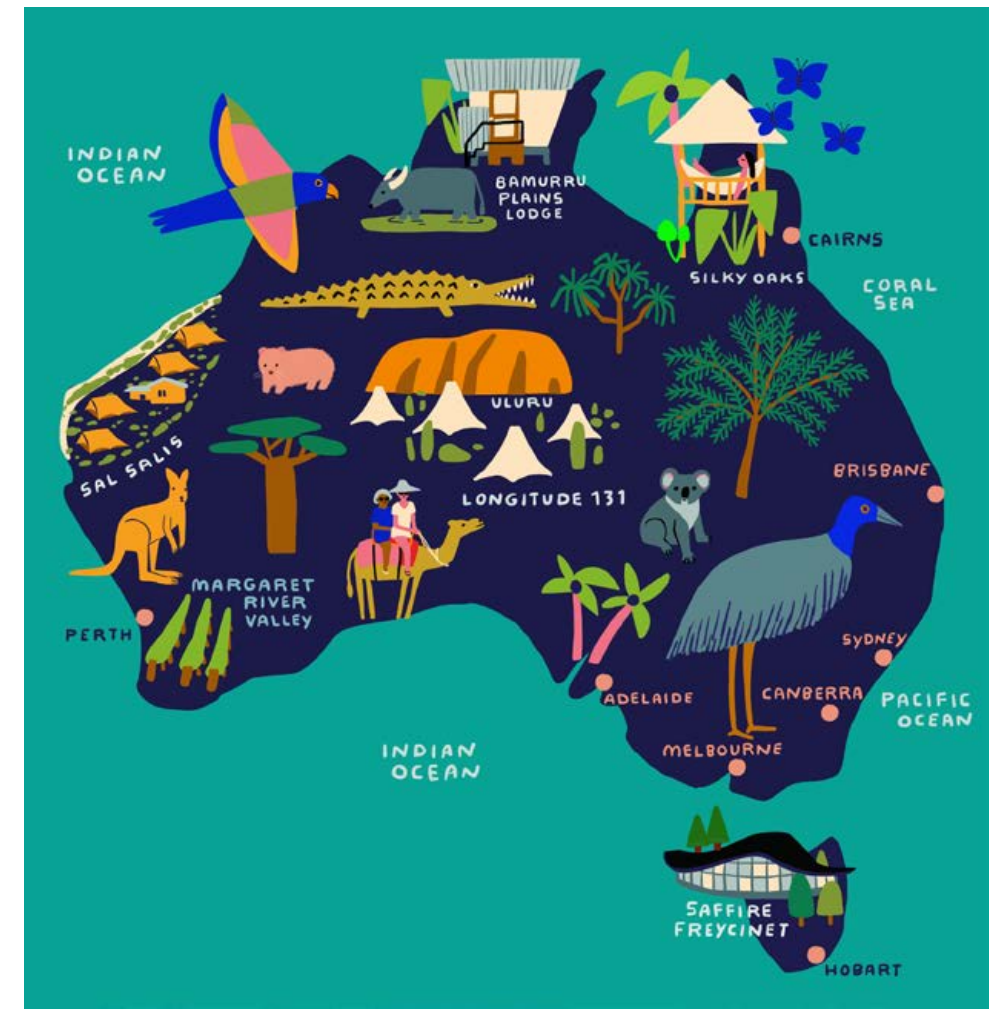 INDIAN
OCEAN
BAMURRU
PLAINS
LODGE
CAIRNS
SILKY OAKS
CORAL
SEA
ULURU
SAL SALIS
LONGITUDE 131
BRISBANE
MARGARET
RIVER
VALLEY
PERTH
SYDNEY
ADELAIDE
CANBERRA
PACIFIC
OCEAN
MELBOURNE
INDIAN
OCEAN
SAFFIRE
FREYCINET
HOBART